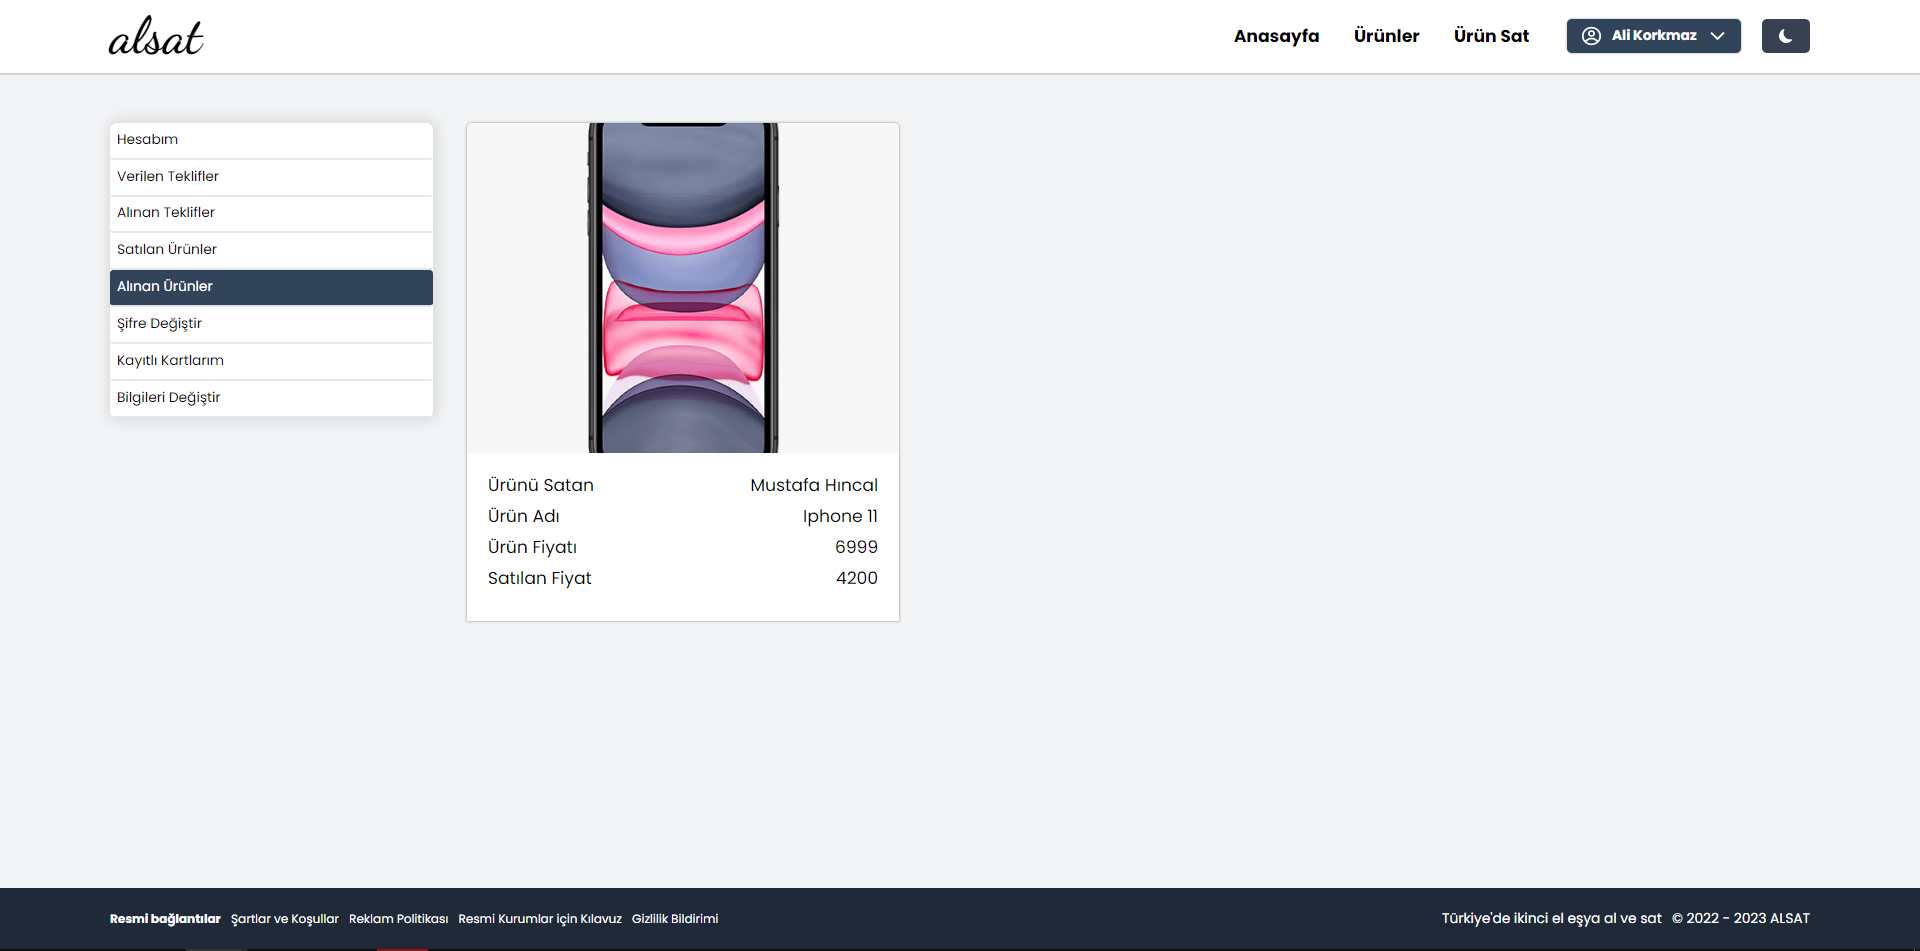 alsat
Anasayfa Ürünler Ürün Sat Ali Korkmaz
Hesabım
Verilen Teklifler
Alınan Teklifler
Satılan Ürünler
Alınan Ürünler
Şifre Değiştir
Kayıtlı Kartlarım
Bilgileri Değiştir
Ürünü Satan Mustafa Hıncal
Ürün Adı Iphone 11
Ürün Fiyatı 6999
Satılan Fiyat 4200
Resmi bağlantılar Şartlar ve Koşullar Reklam Politikası Resmi Kurumlar için Kılavuz Gizlilik Bildirimi
Türkiye'de ikinci el eşya al ve sat © 2022 - 2023 ALSAT